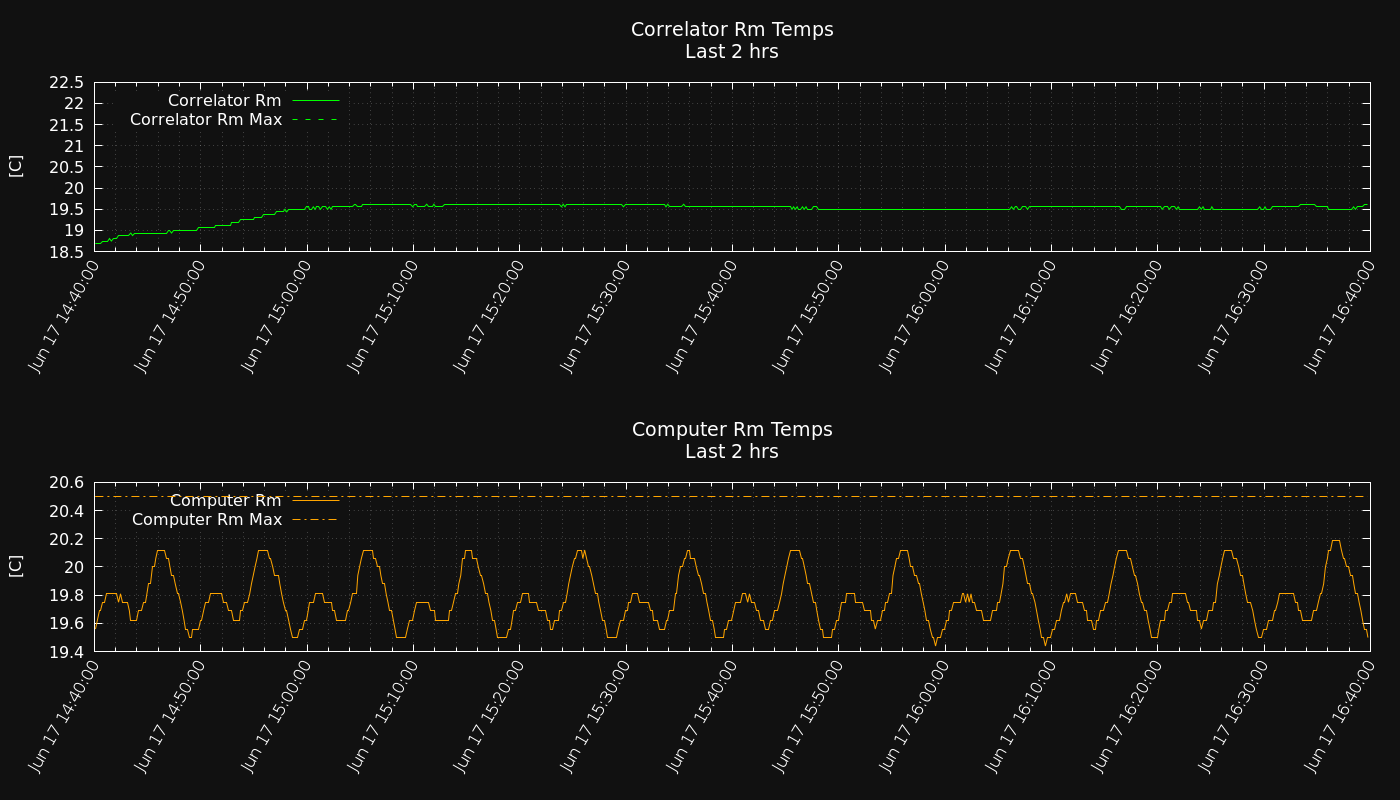 Correlator Rm Temps
Last 2 hrs
22.5
22
21.5
21
20.5
20
19.5
19
18.5
[C]
Correlator Rm
Correlator Rm Max
Jun 17 14:40:00
Jun 17 14:50:00
Jun 17 15:00:00
Jun 17 15:10:00
Jun 17 15:20:00
Jun 17 15:30:00
Jun 17 15:40:00
Jun 17 15:50:00
Jun 17 16:00:00
Jun 17 16:10:00
Jun 17 16:20:00
Jun 17 16:30:00
Jun 17 16:40:00
Computer Rm Temps
Last 2 hrs
20.6
20.4
20.2
20
19.8
19.6
19.4
[C]
Computer Rm
Computer Rm Max
Jun 17 14:40:00
Jun 17 14:50:00
Jun 17 15:00:00
Jun 17 15:10:00
Jun 17 15:20:00
Jun 17 15:30:00
Jun 17 15:40:00
Jun 17 15:50:00
Jun 17 16:00:00
Jun 17 16:10:00
Jun 17 16:20:00
Jun 17 16:30:00
Jun 17 16:40:00